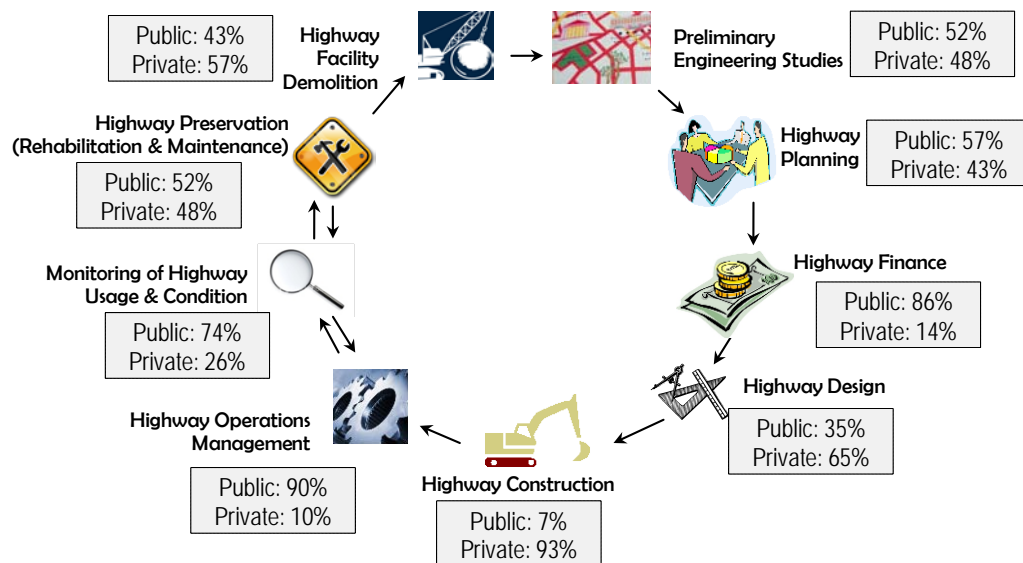 Public: 43%
Private: 57%
Highway
Facility
Demolition
Preliminary
Engineering Studies
Public: 52%
Private: 48%
Highway Preservation
(Rehabilitation & Maintenance)
Public: 52%
Private: 48%
Highway
Planning
Public: 57%
Private: 43%
Monitoring of Highway
Usage & Condition
Public: 74%
Private: 26%
Highway Finance
Public: 86%
Private: 14%
Highway Design
Public: 35%
Private: 65%
Highway Operations
Management
Public: 90%
Private: 10%
Highway Construction
Public: 7%
Private: 93%